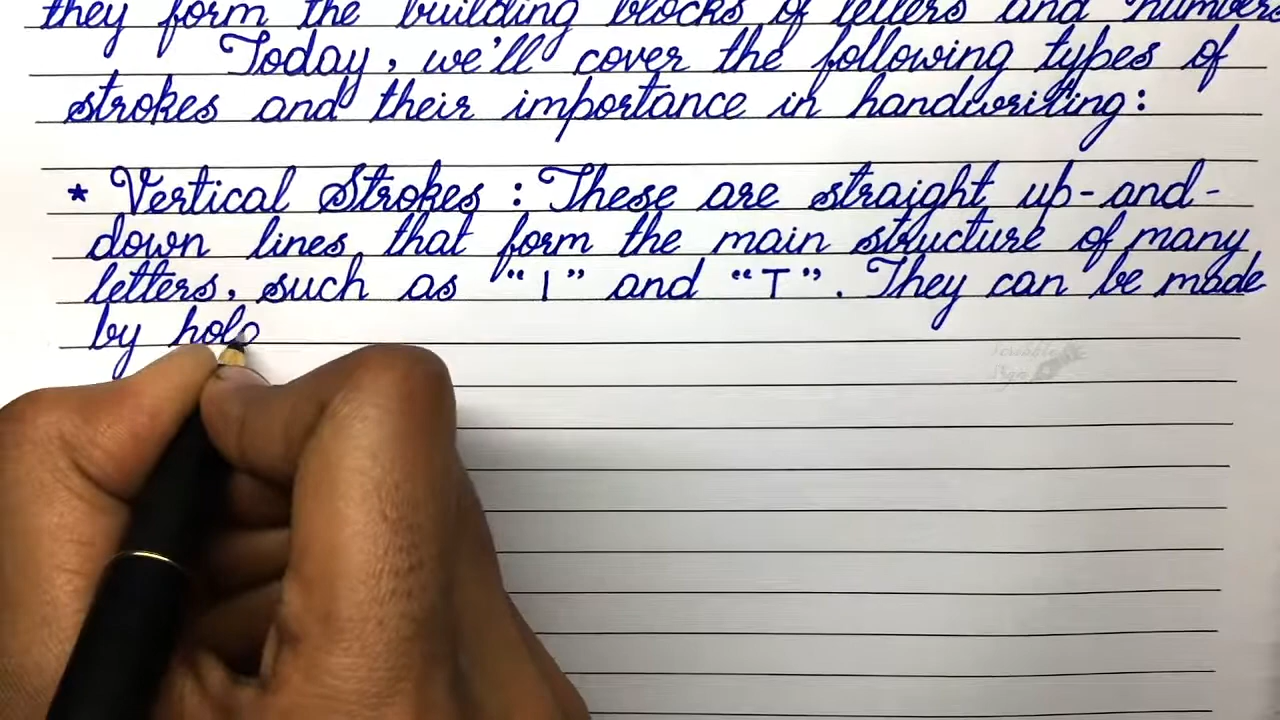 they form the building blocks of letters and numbers
Today, we'll cover the following types of
strokes and their importance in handwriting:
* Vertical Strokes : These are straight up-and-
down lines that form the main structure of many
letters, such as "I" and "T". They can be made
by hol
Scribble